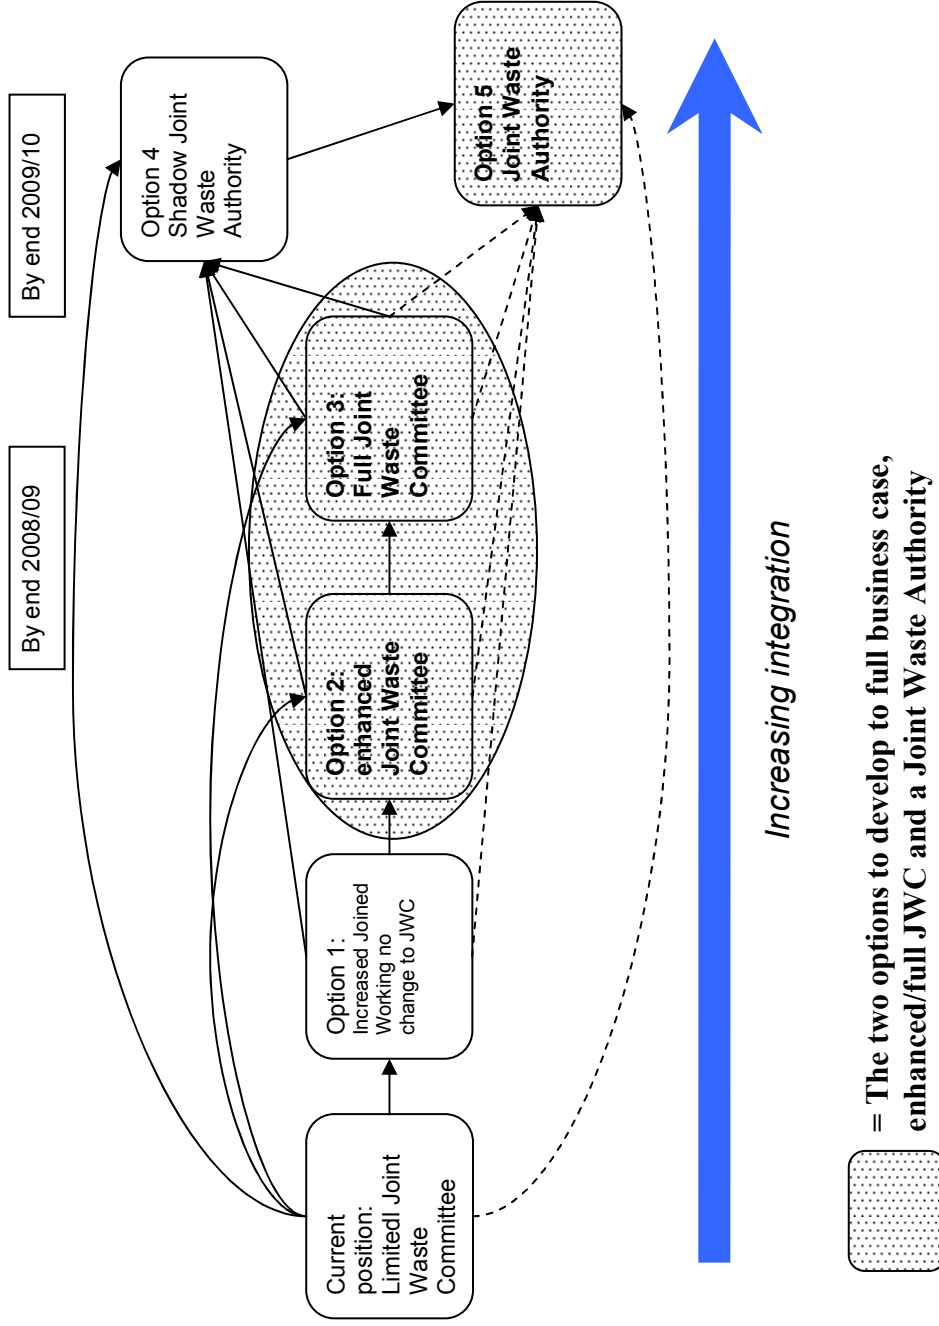 By end 2008/09
By end 2009/10
Current
position:
Limitedl Joint
Waste
Committee
Option 1:
Increased Joined
Working no
change to JWC
Option 2:
enhanced
Joint Waste
Committee
Option 3:
Full Joint
Waste
Committee
Option 4
Shadow Joint
Waste
Authority
Option 5
Joint Waste
Authority
Increasing integration
= The two options to develop to full business case,
enhanced/full JWC and a Joint Waste Authority